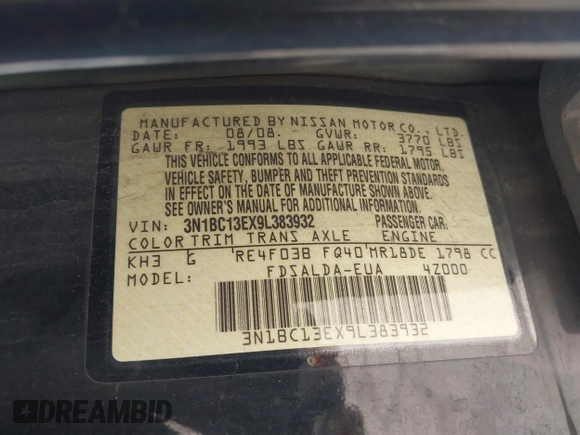 MANUFACTURED BY NISSAN MOTOR CO., LTD.
DATE: 08/08. GVWR: 3770 LBS
GAWR FR: 1993 LBS GAWR RR: 1795 LBS
THIS VEHICLE CONFORMS TO ALL APPLICABLE FEDERAL MOTOR
VEHICLE SAFETY, BUMPER AND THEFT PREVENTION STANDARDS
IN EFFECT ON THE DATE OF MANUFACTURE SHOWN ABOVE.
SEE OWNER'S MANUAL FOR ADDITIONAL INFORMATION.
VIN: 3N1BC13EX9L383932 PASSENGER CAR.
COLOR TRIM TRANS AXLE ENGINE
KH3 G RE4F03B FQ40 MR18DE 1798 CC
MODEL: FDSALDA-EUA 4Z000
3N1BC13EX9L383932
DREAMBID